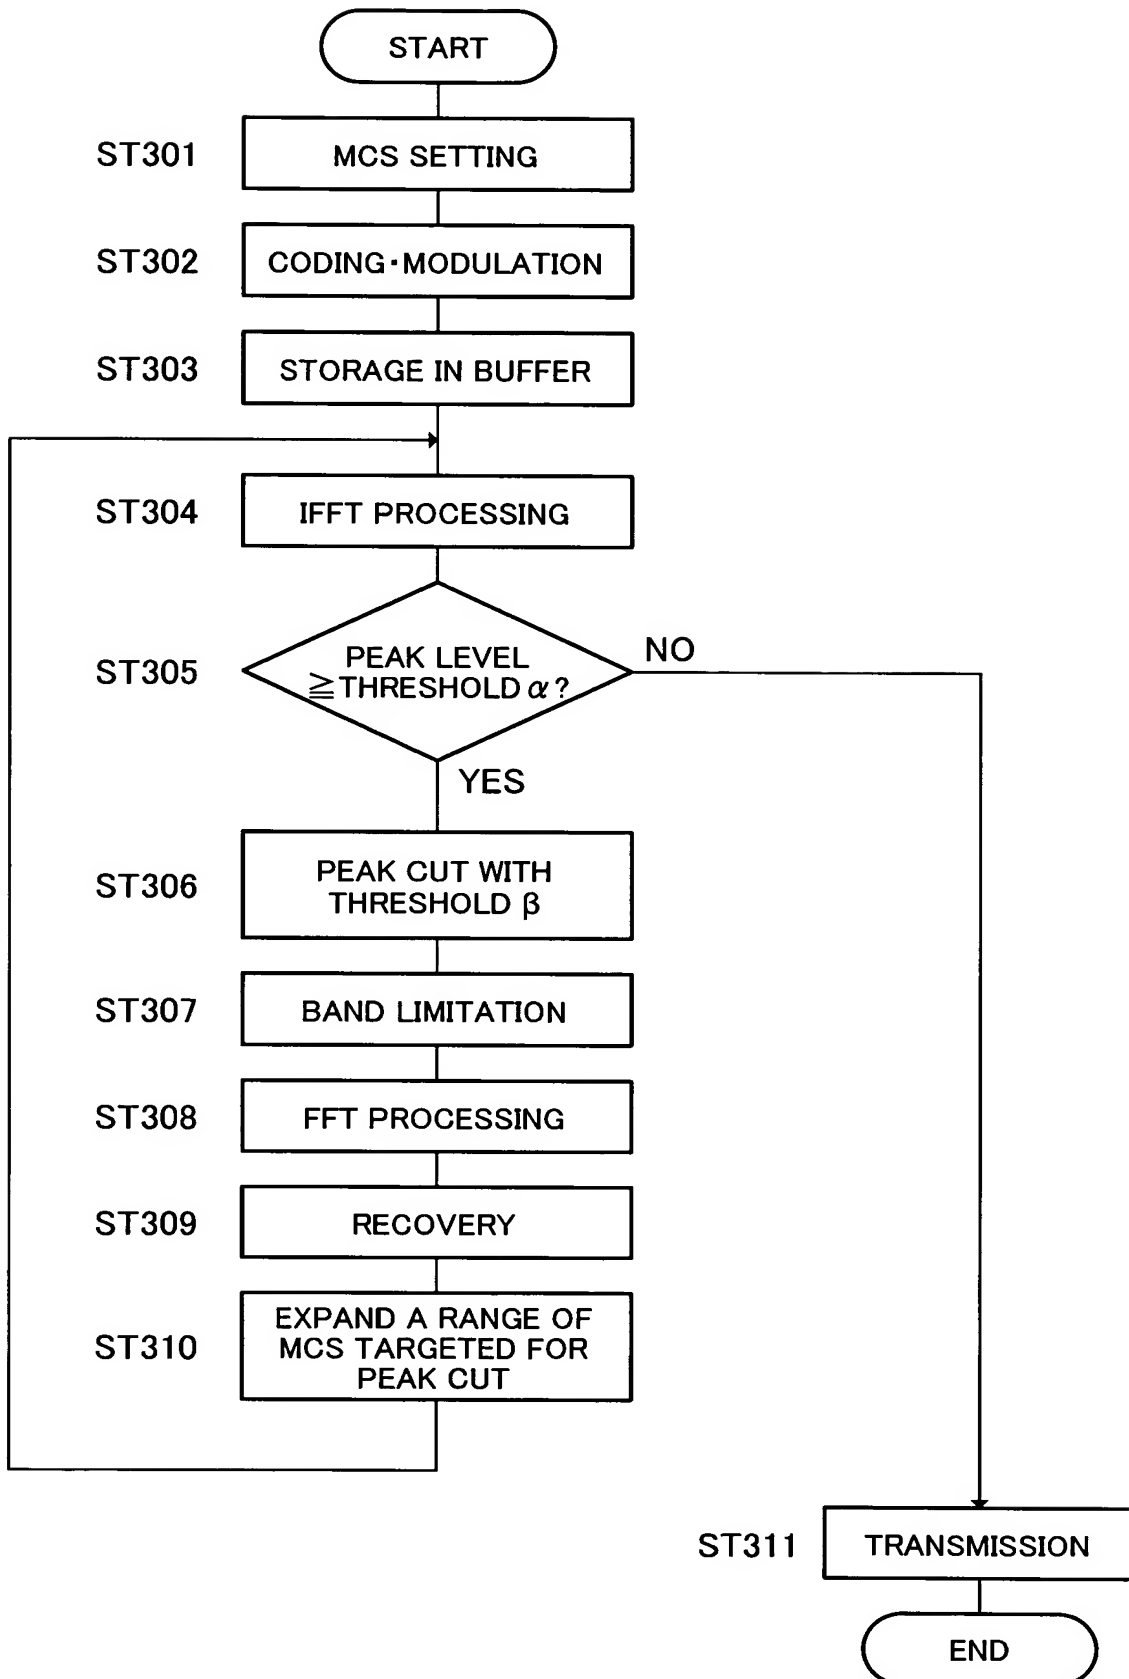 START
ST301
MCS SETTING
ST302
CODING・MODULATION
ST303
STORAGE IN BUFFER
ST304
IFFT PROCESSING
ST305
PEAK LEVEL
≧THRESHOLD α?
NO
YES
ST306
PEAK CUT WITH
THRESHOLD β
ST307
BAND LIMITATION
ST308
FFT PROCESSING
ST309
RECOVERY
ST310
EXPAND A RANGE OF
MCS TARGETED FOR
PEAK CUT
ST311
TRANSMISSION
END